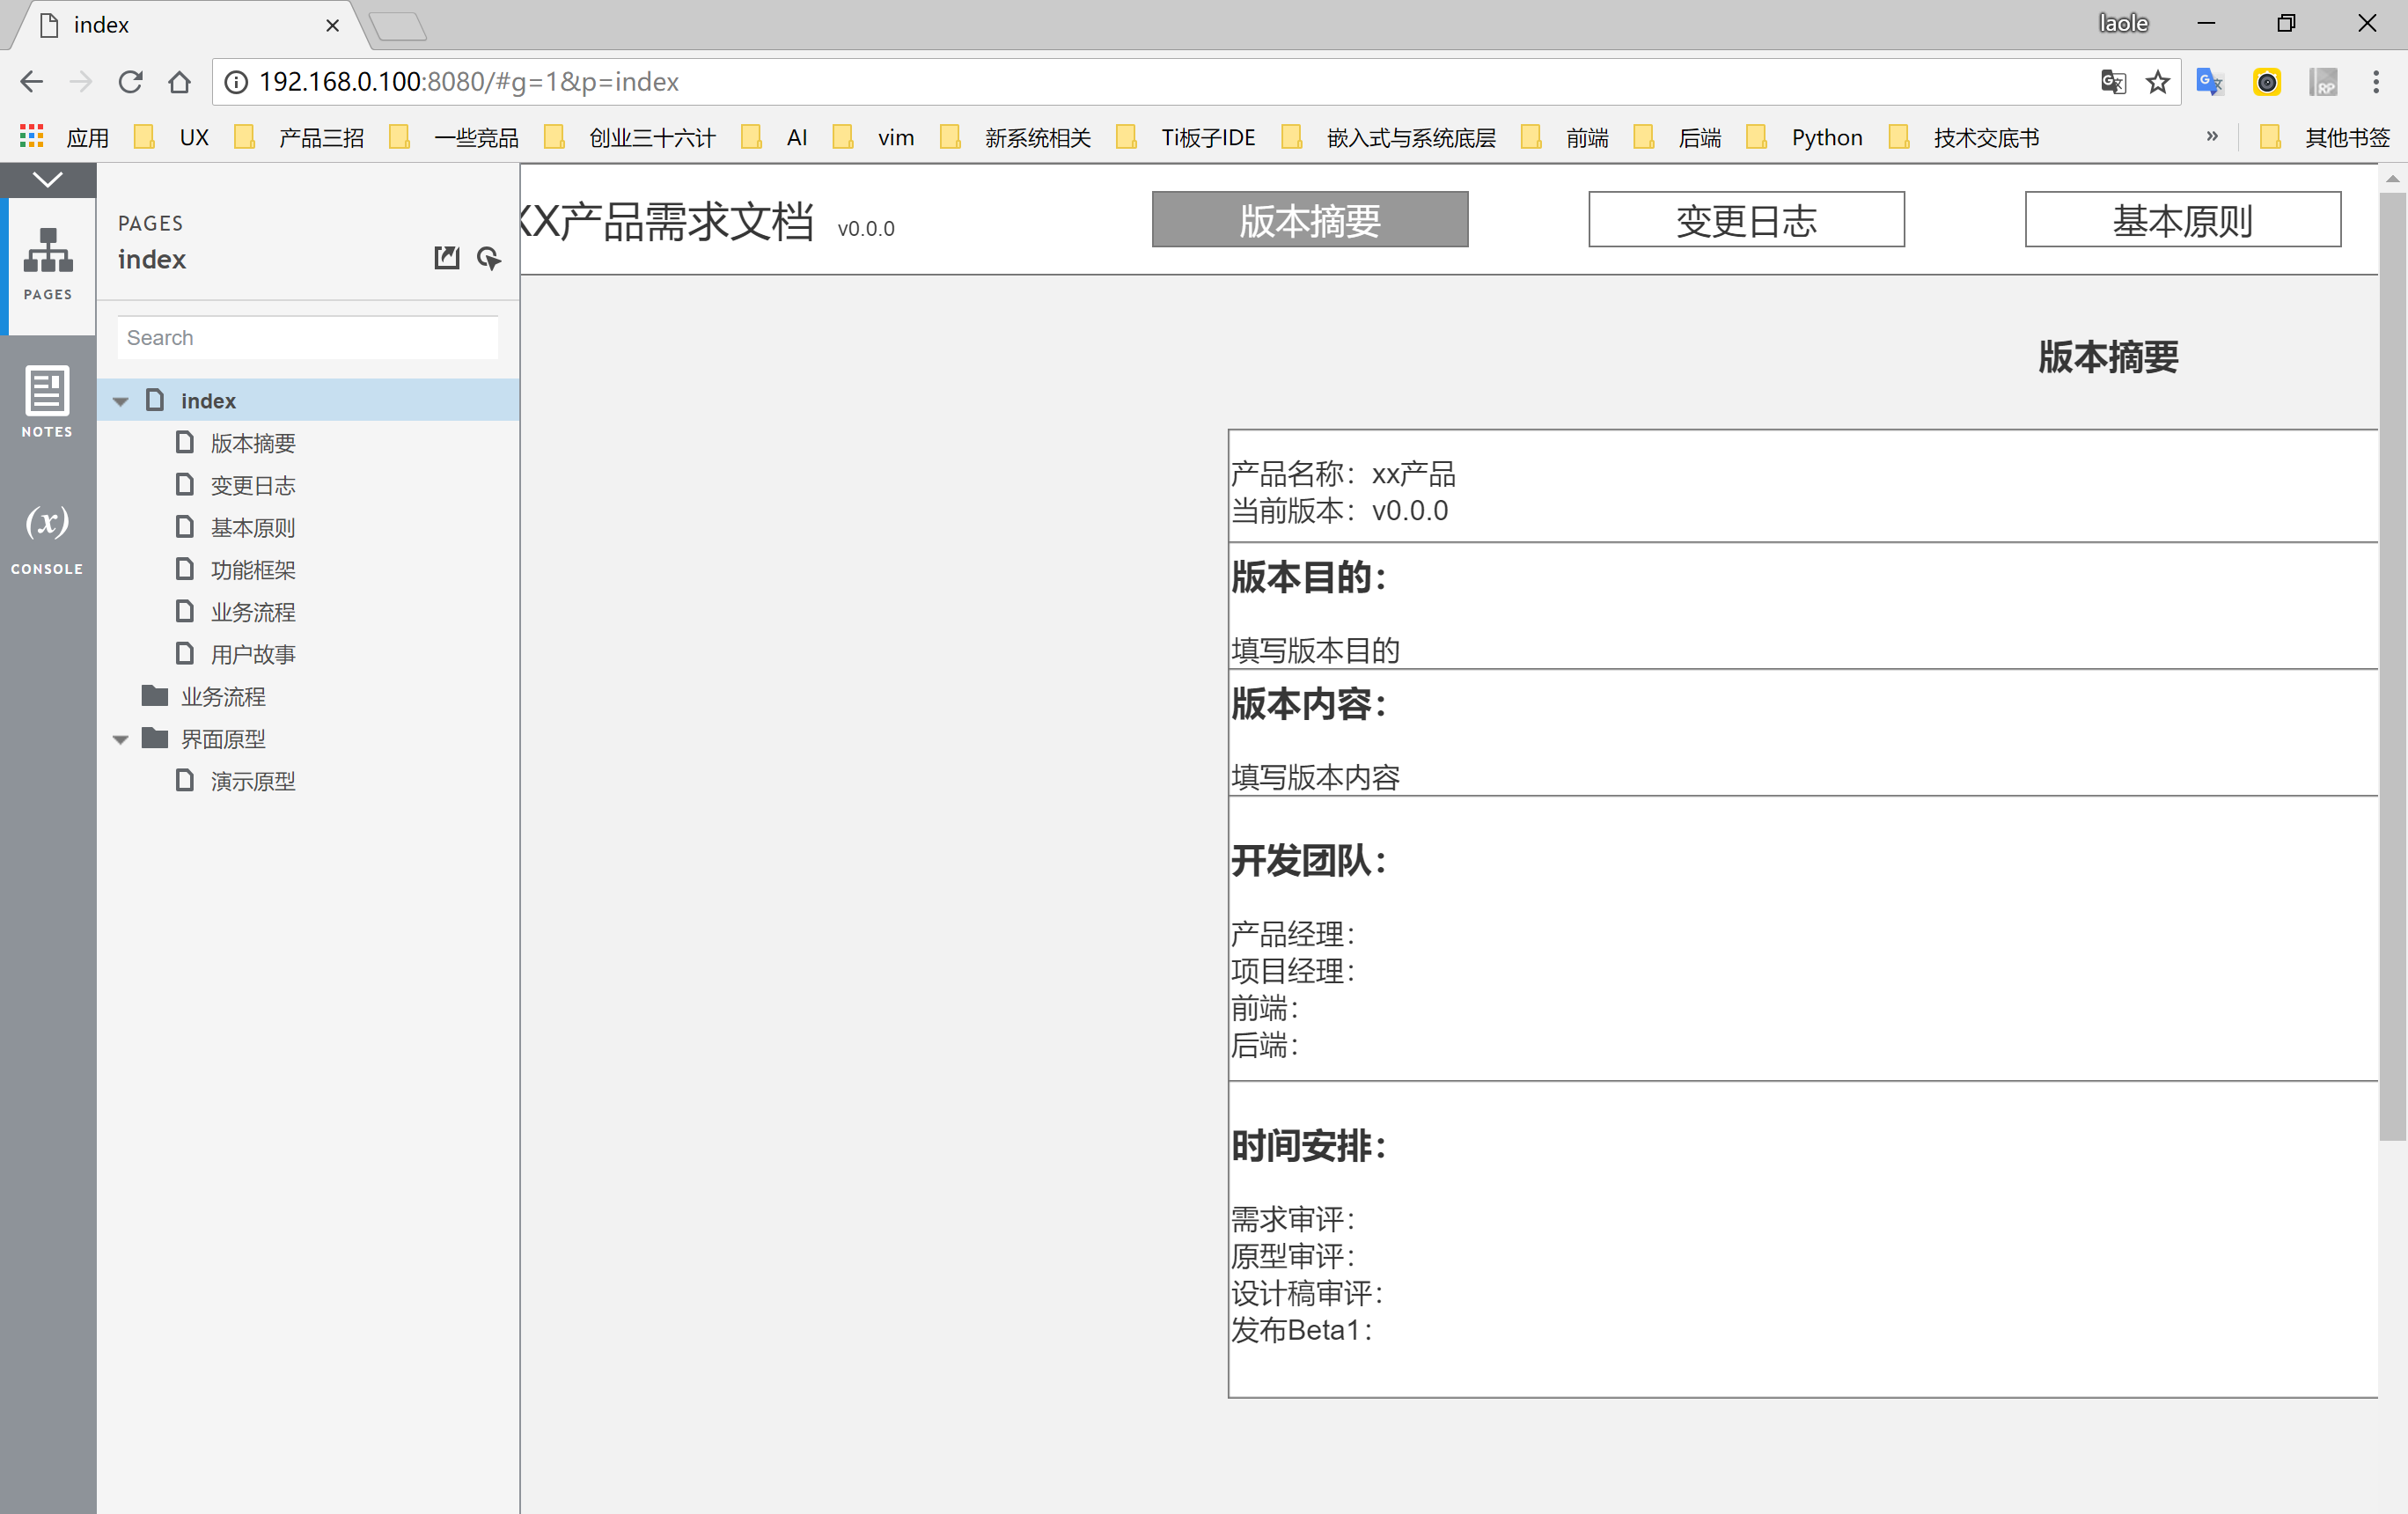 index
laole
192.168.0.100:8080/#g=1&p=index
应用 UX 产品三招 一些竞品 创业三十六计 AI vim 新系统相关 Ti板子IDE 嵌入式与系统底层 前端 后端 Python 技术交底书 » 其他书签
PAGES
NOTES
(x)
CONSOLE
PAGES
index
Search
index
版本摘要
变更日志
基本原则
功能框架
业务流程
用户故事
业务流程
界面原型
演示原型
XX产品需求文档 v0.0.0
版本摘要 变更日志 基本原则
版本摘要
产品名称：xx产品
当前版本：v0.0.0
版本目的：
填写版本目的
版本内容：
填写版本内容
开发团队：
产品经理：
项目经理：
前端：
后端：
时间安排：
需求审评：
原型审评：
设计稿审评：
发布Beta1：